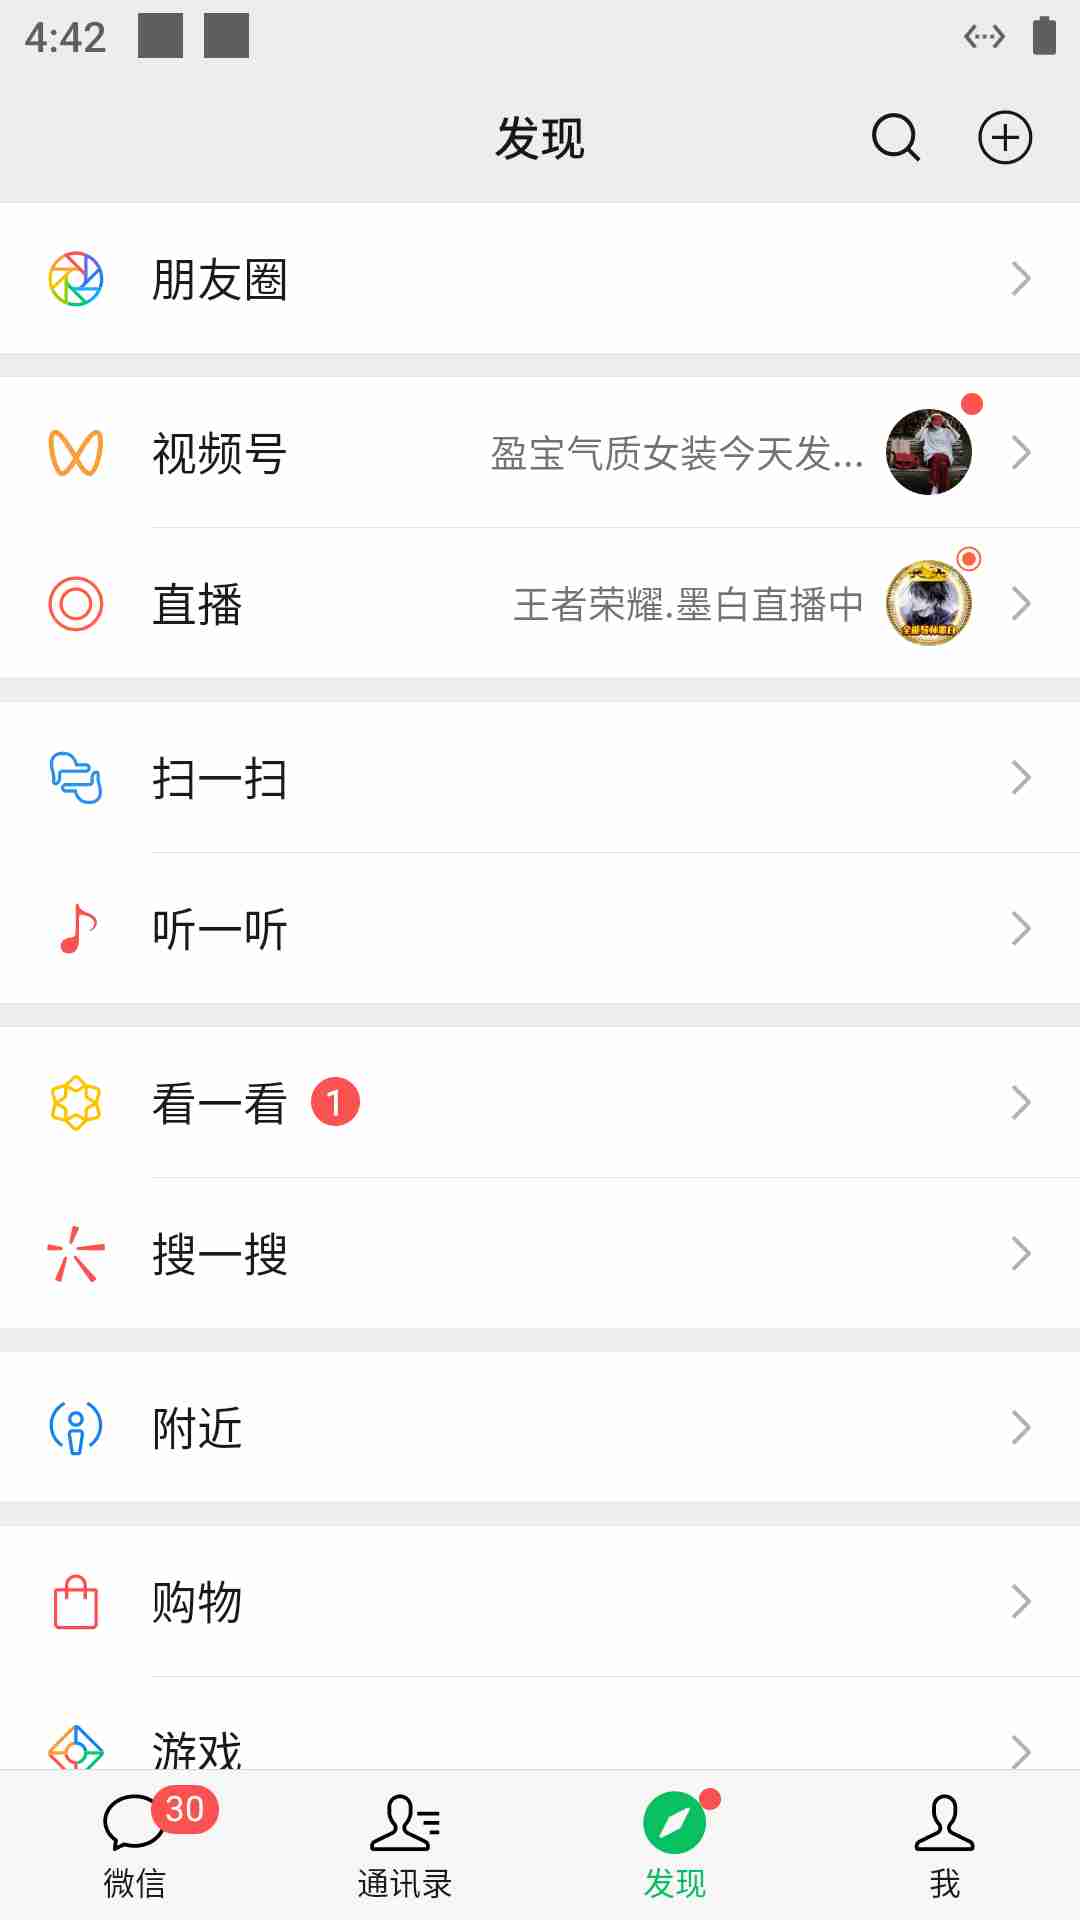 4:42
发现
朋友圈
视频号 盈宝气质女装今天发...
直播 王者荣耀.墨白直播中
扫一扫
听一听
看一看 1
搜一搜
附近
购物
游戏
30
微信 通讯录 发现 我